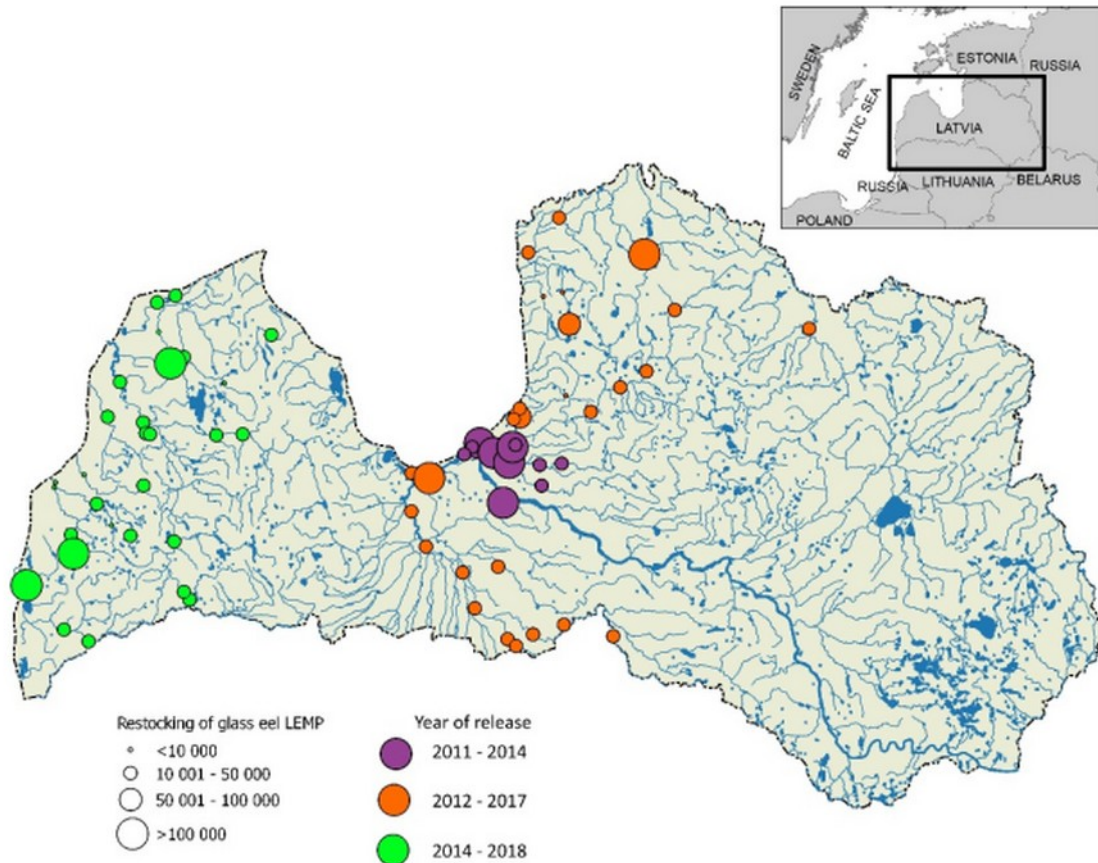 SWEDEN
ESTONIA
RUSSIA
BALTIC SEA
LATVIA
RUSSIA
LITHUANIA
BELARUS
POLAND
Restocking of glass eel LEMP
<10 000
10 001 - 50 000
50 001 - 100 000
>100 000
Year of release
2011 - 2014
2012 - 2017
2014 - 2018